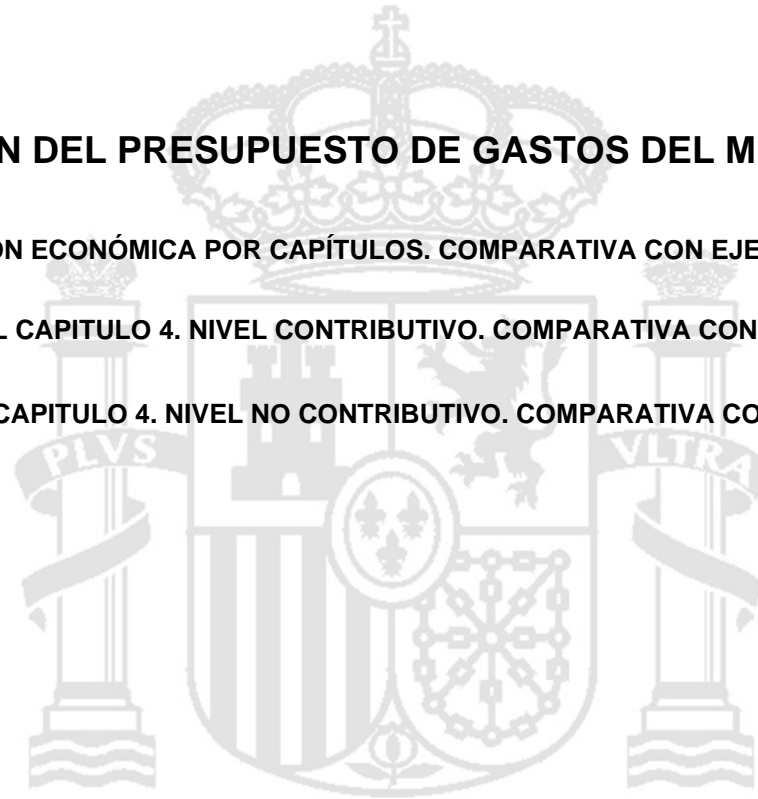 N DEL PRESUPUESTO DE GASTOS DEL M
ÓN ECONÓMICA POR CAPÍTULOS. COMPARATIVA CON EJE
L CAPITULO 4. NIVEL CONTRIBUTIVO. COMPARATIVA CON
CAPITULO 4. NIVEL NO CONTRIBUTIVO. COMPARATIVA CO
PLVS
VLTRA